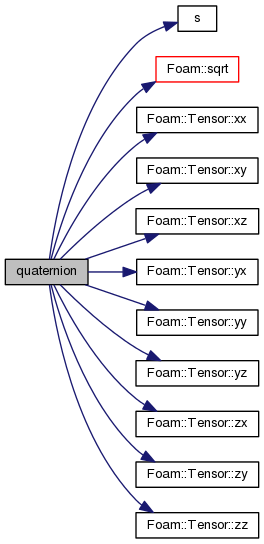 s
Foam::sqrt
Foam::Tensor::xx
Foam::Tensor::xy
Foam::Tensor::xz
quaternion
Foam::Tensor::yx
Foam::Tensor::yy
Foam::Tensor::yz
Foam::Tensor::zx
Foam::Tensor::zy
Foam::Tensor::zz